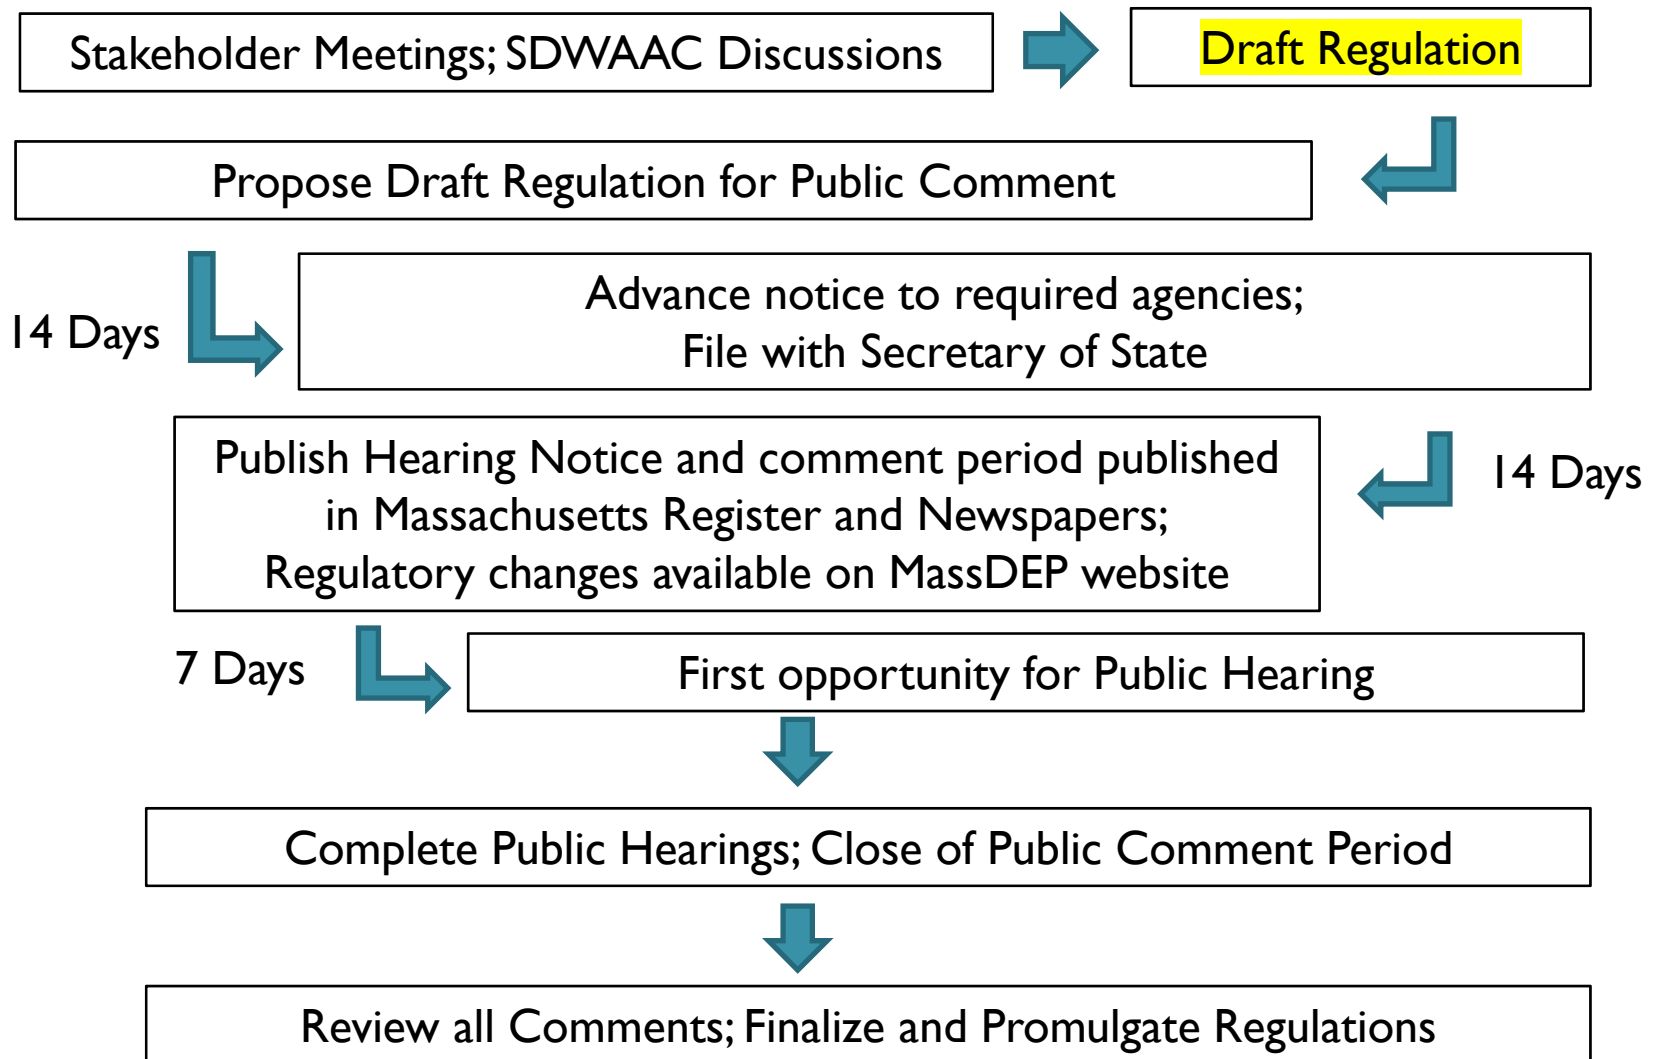 Stakeholder Meetings; SDWAAC Discussions
Draft Regulation
Propose Draft Regulation for Public Comment
14 Days
Advance notice to required agencies;
File with Secretary of State
Publish Hearing Notice and comment period published
in Massachusetts Register and Newspapers;
Regulatory changes available on MassDEP website
14 Days
7 Days
First opportunity for Public Hearing
Complete Public Hearings; Close of Public Comment Period
Review all Comments; Finalize and Promulgate Regulations